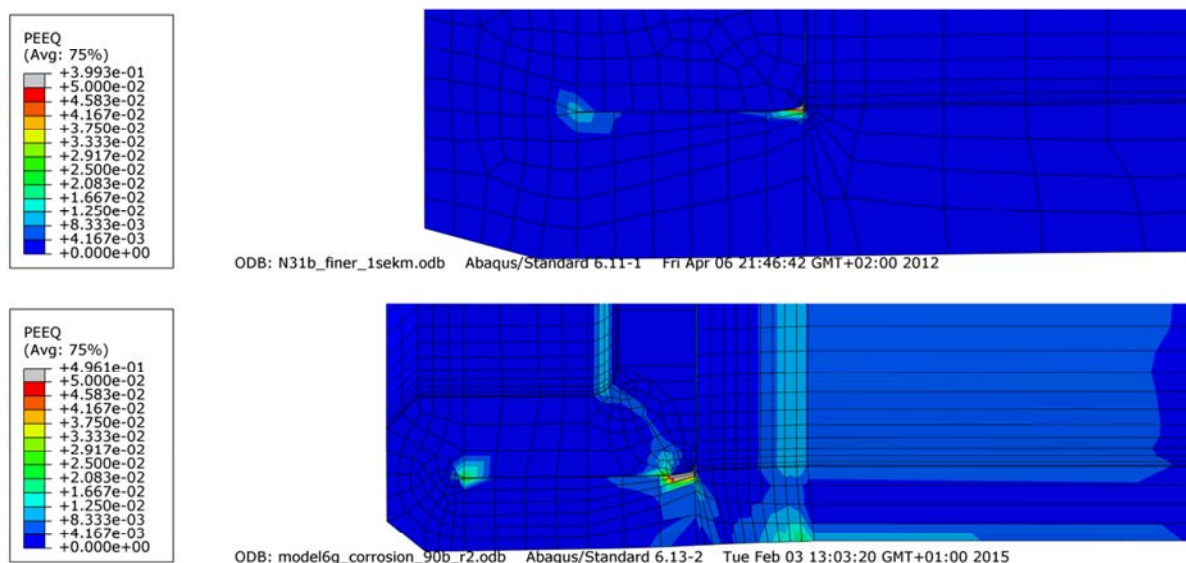 PEEQ
(Avg: 75%)
+3.993e-01
+5.000e-02
+4.583e-02
+4.167e-02
+3.750e-02
+3.333e-02
+2.917e-02
+2.500e-02
+2.083e-02
+1.667e-02
+1.250e-02
+8.333e-03
+4.167e-03
+0.000e+00
ODB: N31b_finer_1sekm.odb Abaqus/Standard 6.11-1 Fri Apr 06 21:46:42 GMT+02:00 2012
PEEQ
(Avg: 75%)
+4.961e-01
+5.000e-02
+4.583e-02
+4.167e-02
+3.750e-02
+3.333e-02
+2.917e-02
+2.500e-02
+2.083e-02
+1.667e-02
+1.250e-02
+8.333e-03
+4.167e-03
+0.000e+00
ODB: model6g_corrosion_90b_r2.odb Abaqus/Standard 6.13-2 Tue Feb 03 13:03:20 GMT+01:00 2015